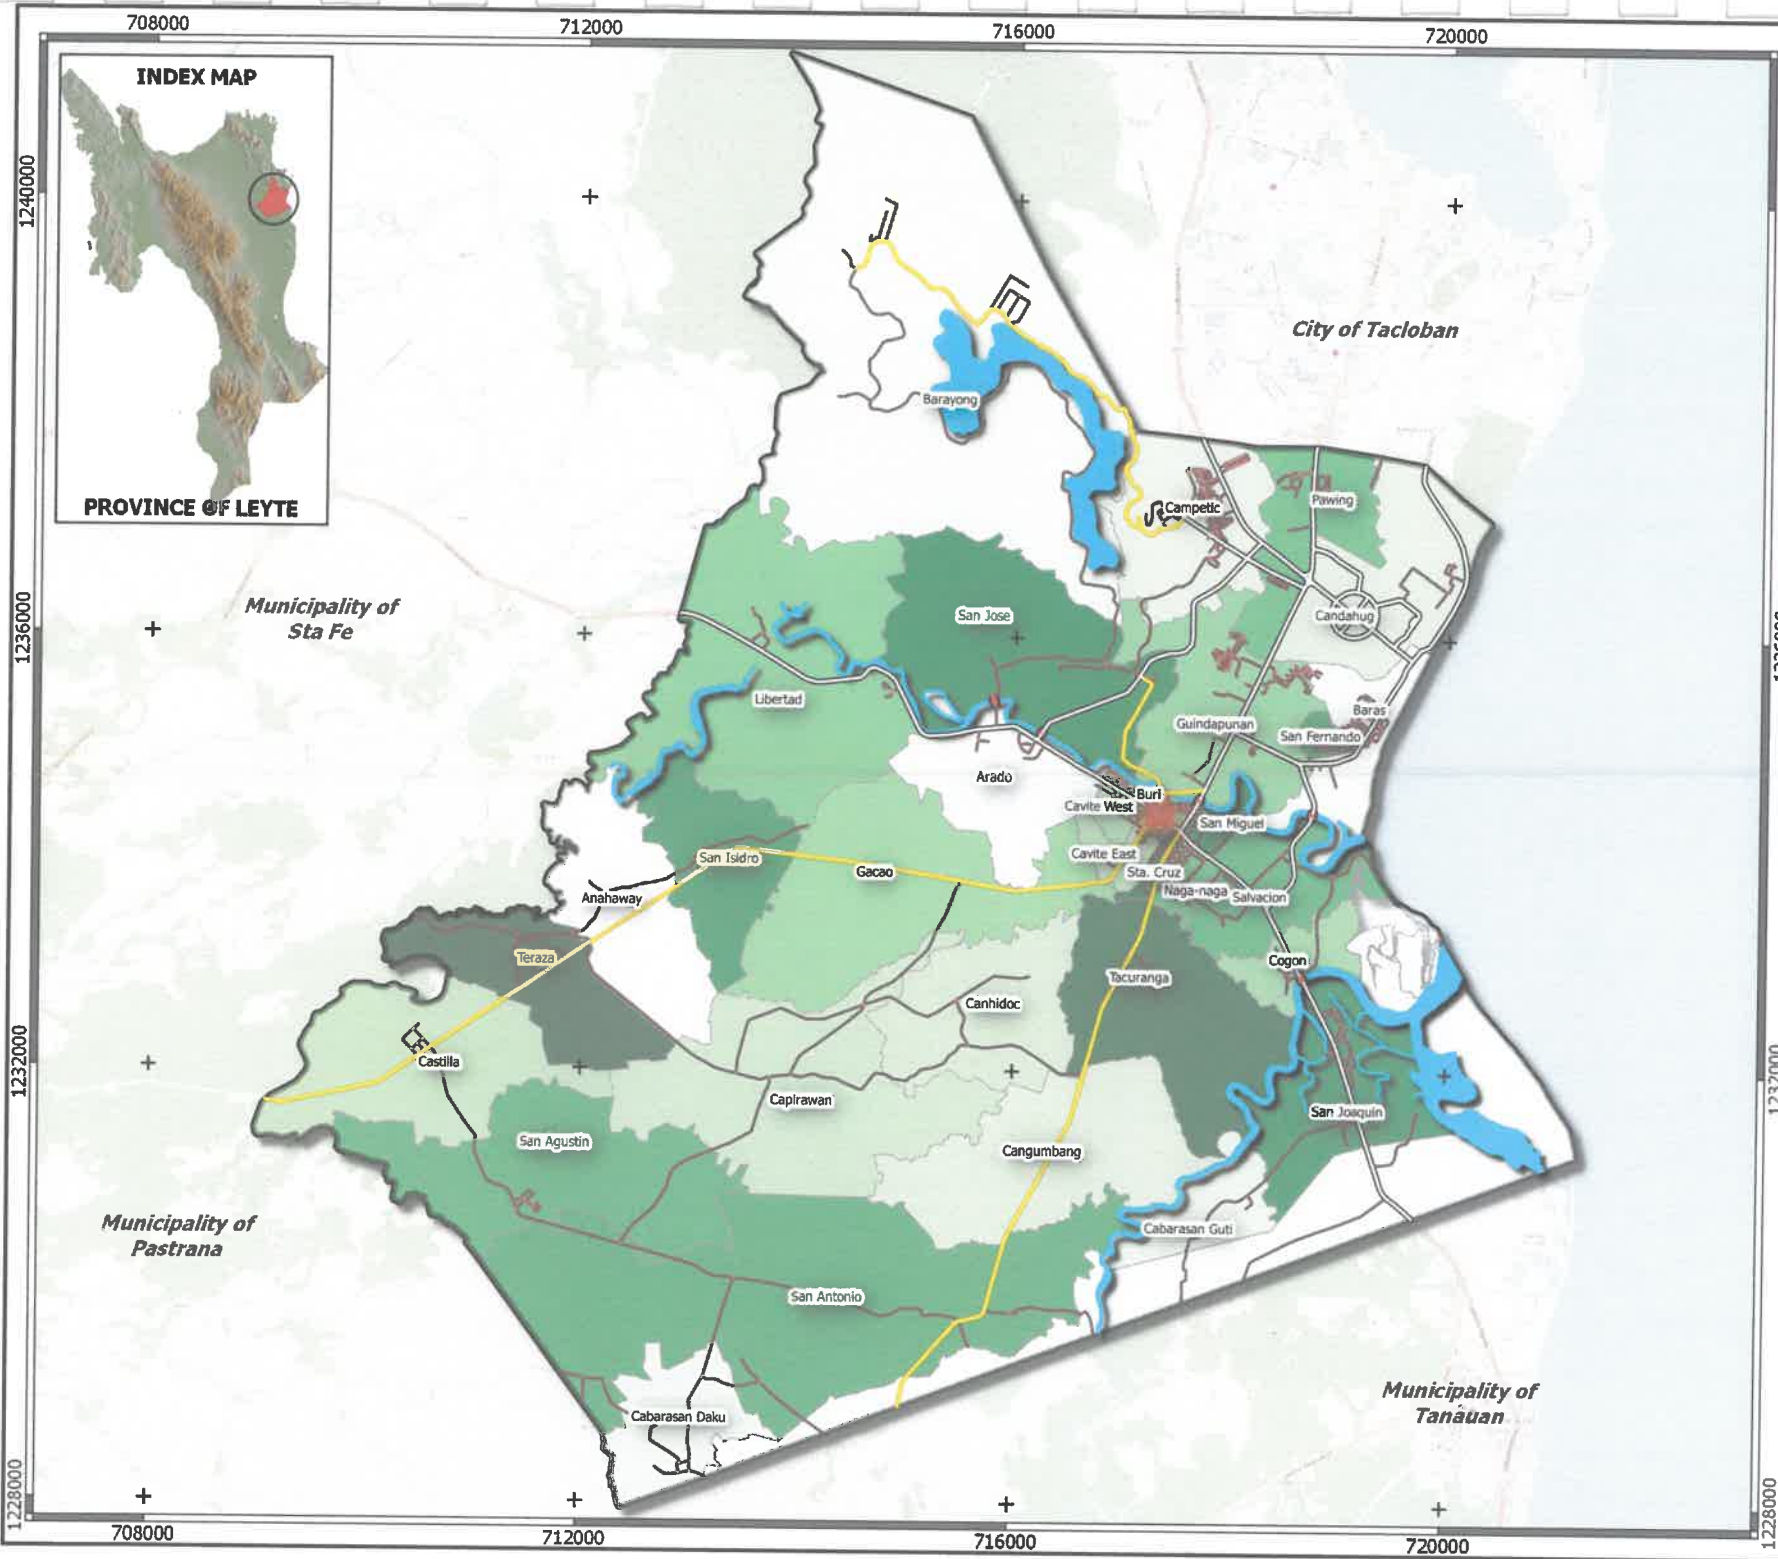 708000
712000
716000
720000
INDEX MAP
PROVINCE OF LEYTE
1240000
City of Tacloban
Barayong
Campetic
Pawing
1236000
Municipality of
Sta Fe
San Jose
Candahug
Libertad
Baras
Guindapunan
San Fernando
Arado
Buri
Cavite West
San Miguel
Cavite East
San Isidro
Gacao
Sta. Cruz
Naga-naga
Salvacion
Anahaway
Teraza
Cogon
Tacuranga
Canhidoc
1232000
1232000
Castilla
Capirawan
San Joaquin
San Agustin
Cangumbang
Municipality of
Pastrana
Cabarasan Guti
San Antonio
Municipality of
Tanauan
Cabarasan Daku
1228000
1228000
708000
712000
716000
720000